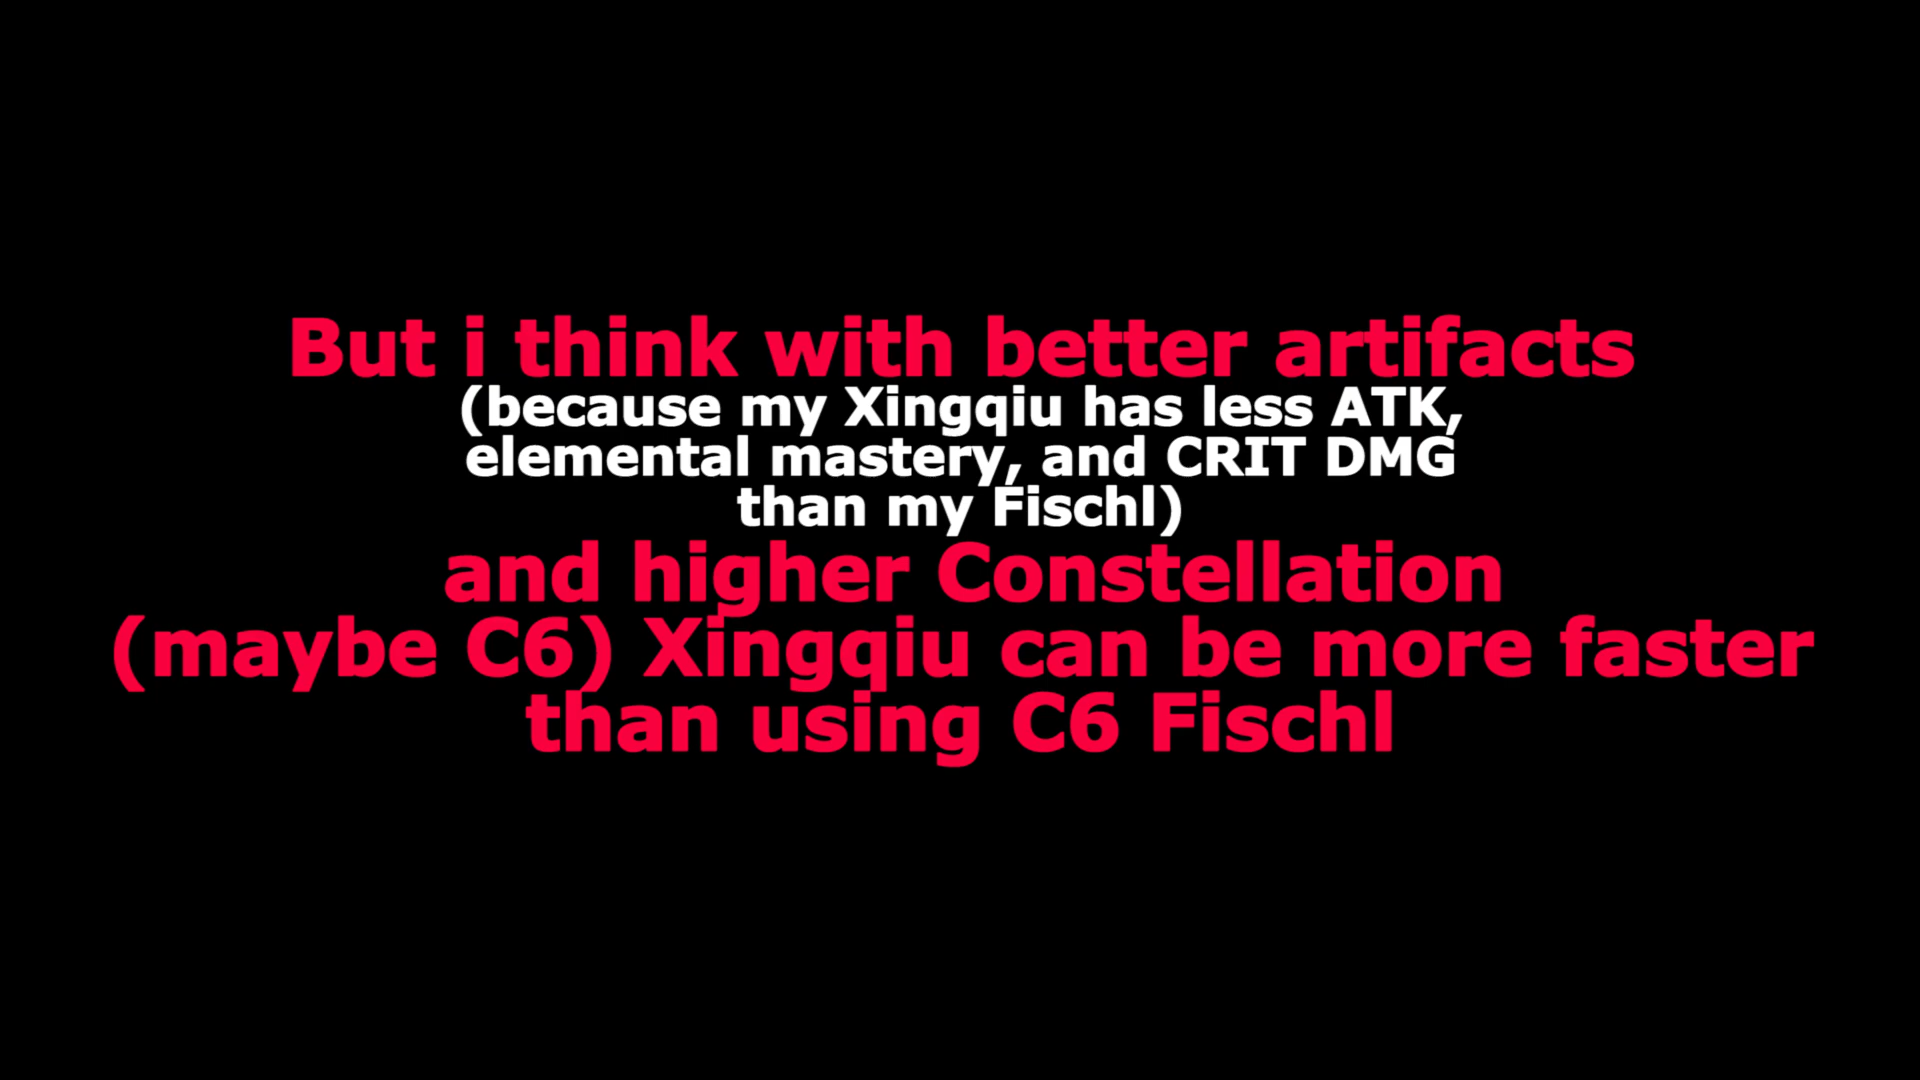 But i think with better artifacts
(because my Xingqiu has less ATK,
elemental mastery, and CRIT DMG
than my Fischl)
and higher Constellation
(maybe C6) Xingqiu can be more faster
than using C6 Fischl